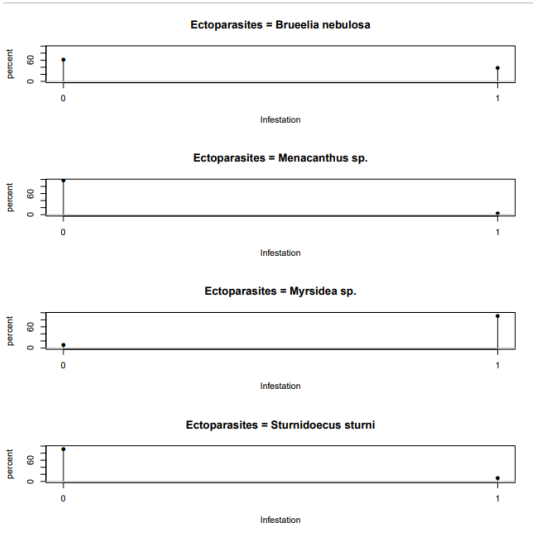 Ectoparasites = Brueelia nebulosa
percent
60
0
0 1
Infestation
Ectoparasites = Menacanthus sp.
percent
60
0
0 1
Infestation
Ectoparasites = Myrsidea sp.
percent
60
0
0 1
Infestation
Ectoparasites = Sturnidoecus sturni
percent
60
0
0 1
Infestation